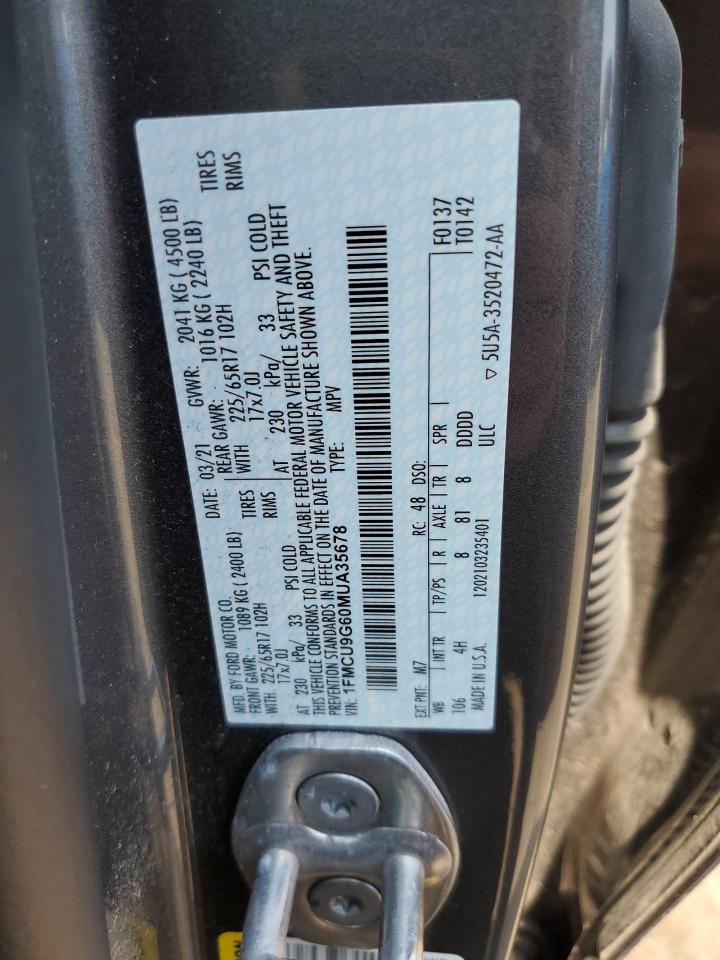 MFD. BY FORD MOTOR CO.
DATE: 03/21 GVWR: 2041 KG ( 4500 LB)
FRONT GAWR: 1089 KG ( 2400 LB)
REAR GAWR: 1016 KG ( 2240 LB)
WITH 225/65R17 102H TIRES
WITH 225/65R17 102H TIRES
17x7.0J RIMS
17x7.0J RIMS
AT 230 kPa/ 33 PSI COLD
AT 230 kPa/ 33 PSI COLD
THIS VEHICLE CONFORMS TO ALL APPLICABLE FEDERAL MOTOR VEHICLE SAFETY AND THEFT
PREVENTION STANDARDS IN EFFECT ON THE DATE OF MANUFACTURE SHOWN ABOVE.
VIN: 1FMCU9G60MUA35678 TYPE: MPV
EXT PNT: M7 RC: 48 DSO: F0137
WB INT TR TP/PS R AXLE TR SPR T0142
106 4H 8 81 8 DDDD
ULC
MADE IN U.S.A. 1202103235401 ▽ 5U5A-3520472-AA